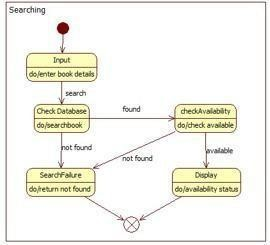 Searching
Input
do/enter book details
search
Check Database
do/searchbook
found
checkAvailability
do/check available
not found
not found
available
SearchFailure
do/return not found
Display
do/availability status